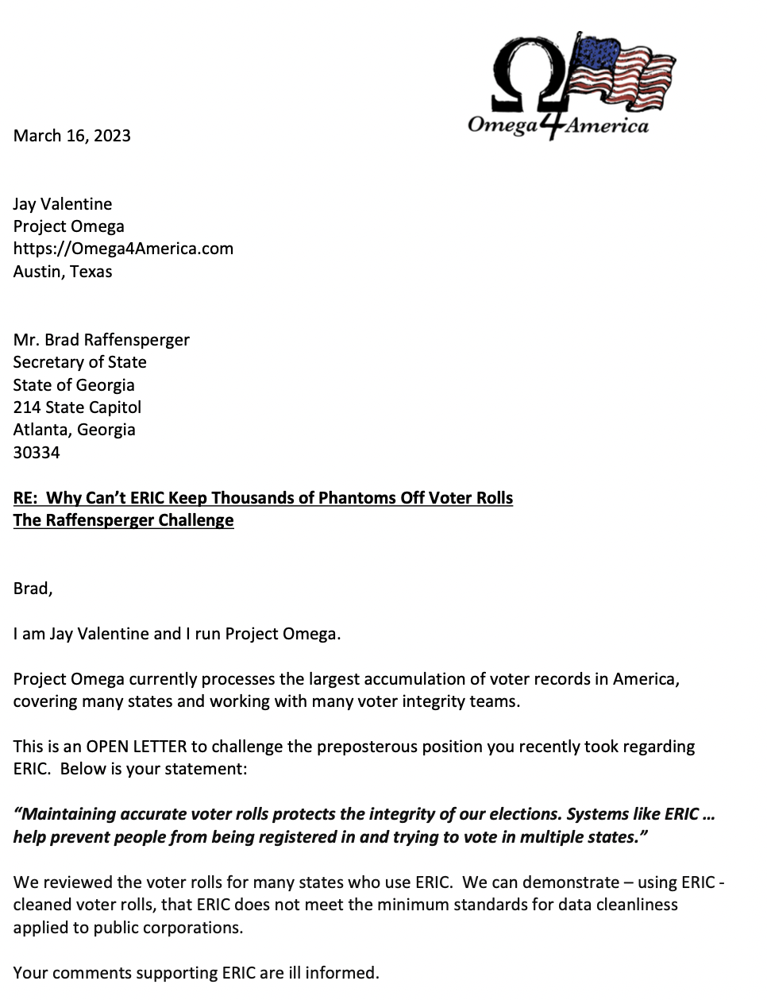 Omega4America
March 16, 2023
Jay Valentine
Project Omega
https://Omega4America.com
Austin, Texas
Mr. Brad Raffensperger
Secretary of State
State of Georgia
214 State Capitol
Atlanta, Georgia
30334
RE:  Why Can’t ERIC Keep Thousands of Phantoms Off Voter Rolls
The Raffensperger Challenge
Brad,
I am Jay Valentine and I run Project Omega.
Project Omega currently processes the largest accumulation of voter records in America,
covering many states and working with many voter integrity teams.
This is an OPEN LETTER to challenge the preposterous position you recently took regarding
ERIC.  Below is your statement:
“Maintaining accurate voter rolls protects the integrity of our elections. Systems like ERIC …
help prevent people from being registered in and trying to vote in multiple states.”
We reviewed the voter rolls for many states who use ERIC.  We can demonstrate – using ERIC -
cleaned voter rolls, that ERIC does not meet the minimum standards for data cleanliness
applied to public corporations.
Your comments supporting ERIC are ill informed.